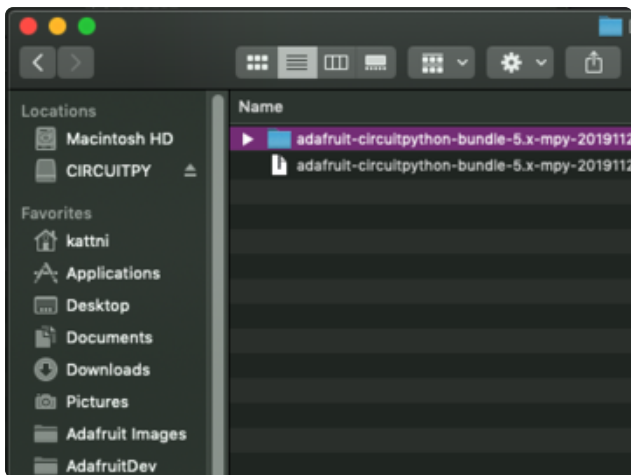 Locations
Macintosh HD
CIRCUITPY
Favorites
kattni
Applications
Desktop
Documents
Downloads
Pictures
Adafruit Images
AdafruitDev
Name
adafruit-circuitpython-bundle-5.x-mpy-2019112
adafruit-circuitpython-bundle-5.x-mpy-2019112